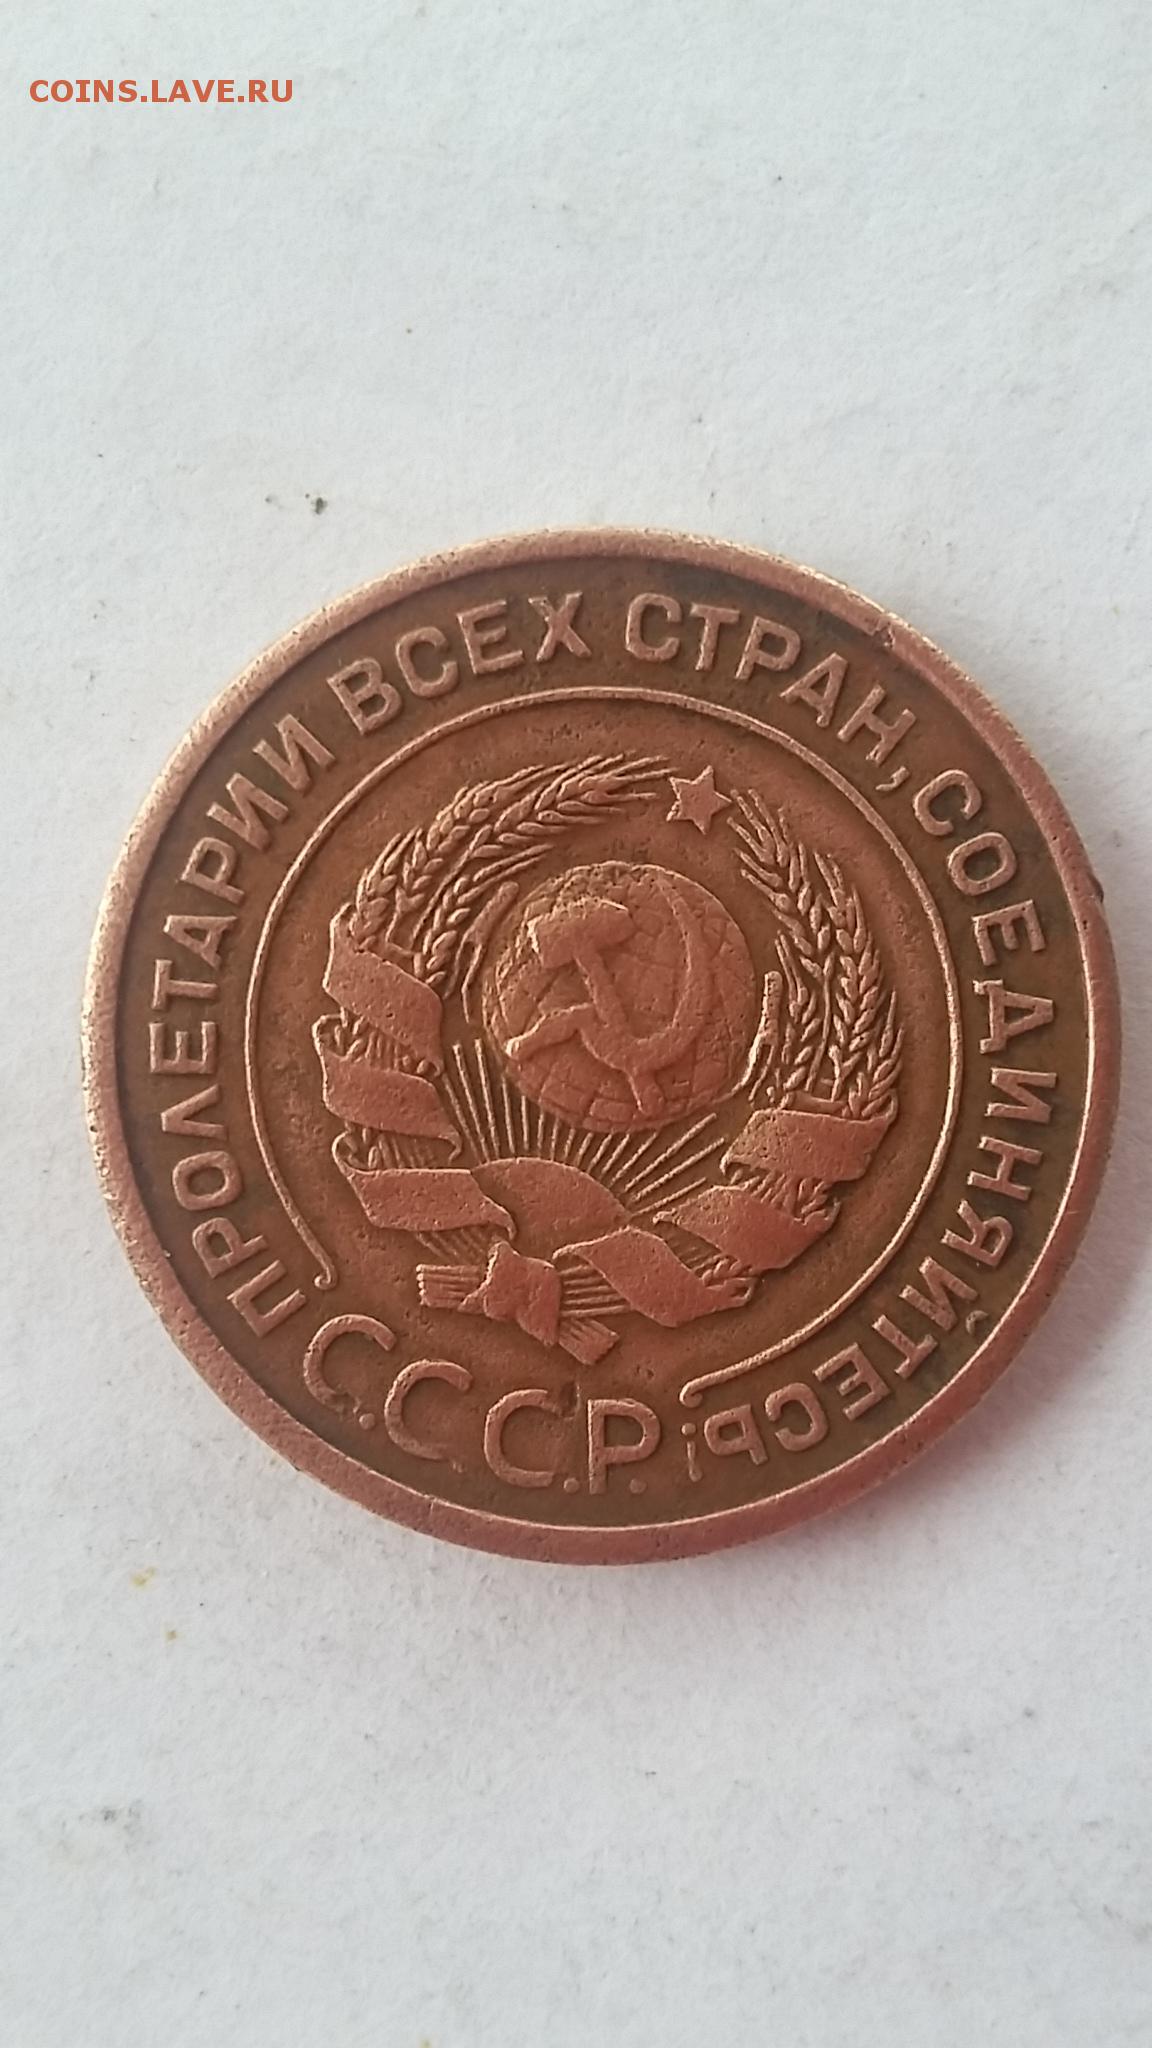 COINS.LAVE.RU
ПРОЛЕТАРИИ ВСЕХ СТРАН, СОЕДИНЯЙТЕСЬ!
С.С.С.Р.